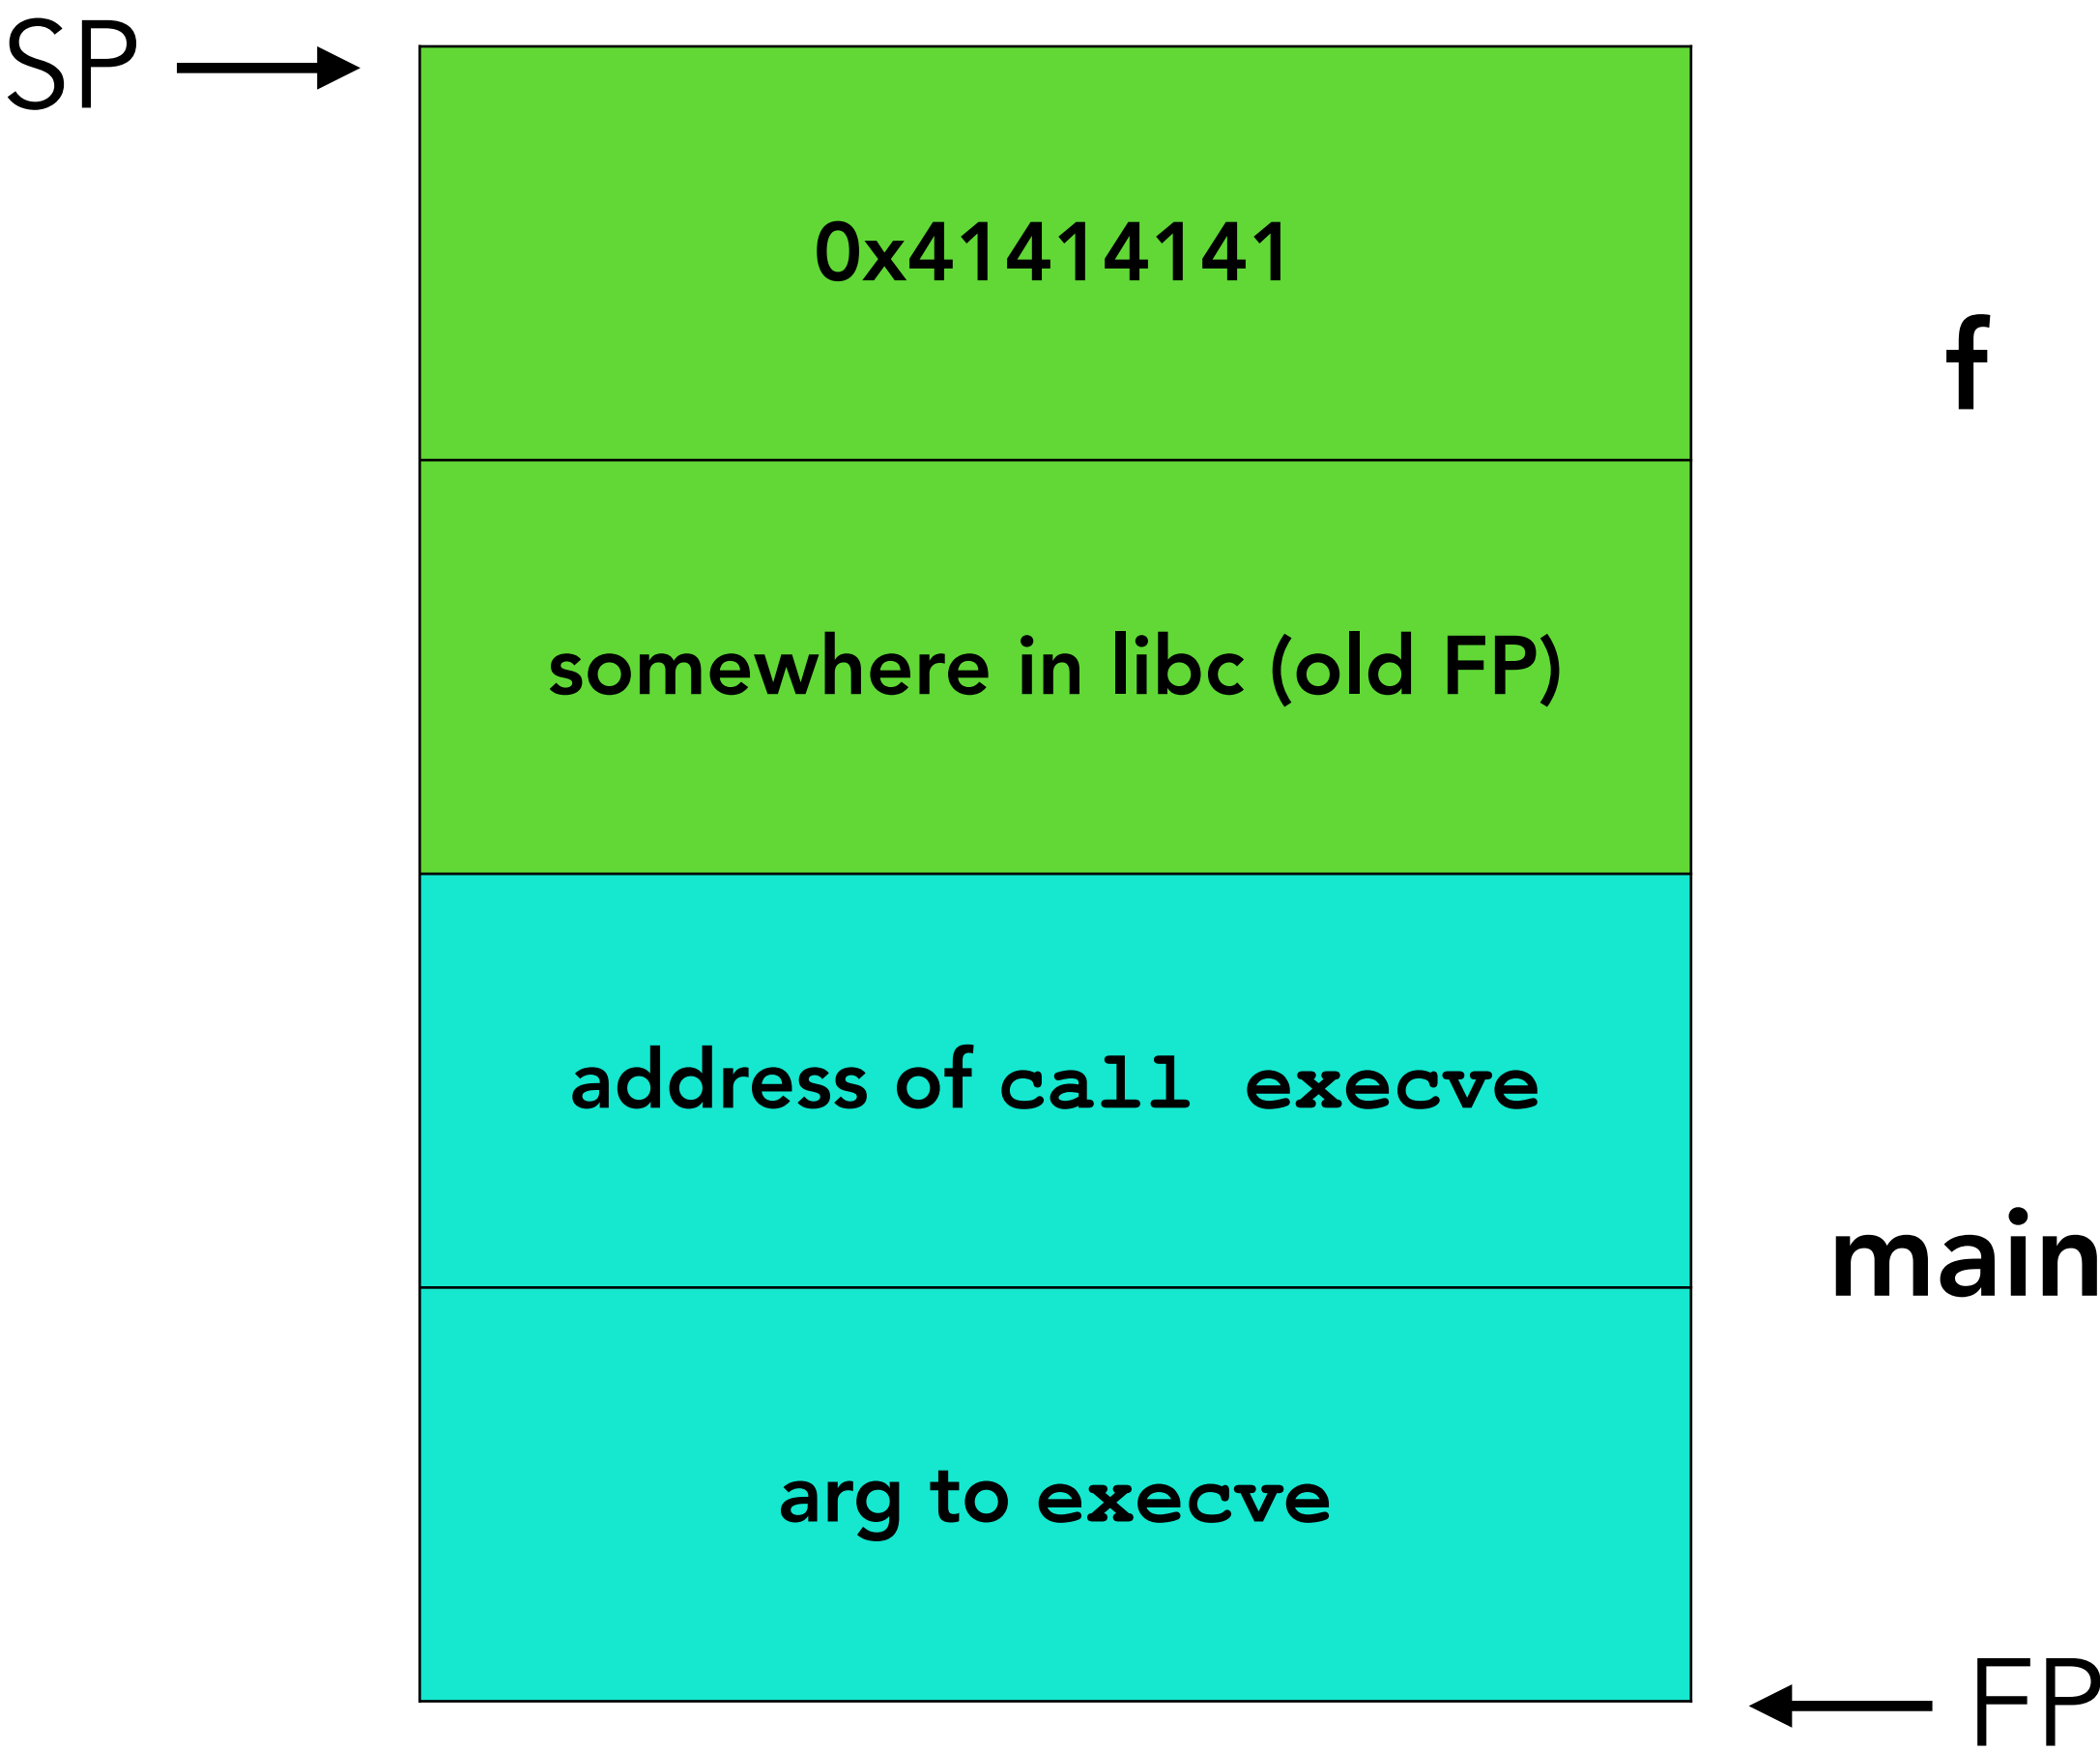 SP
0x41414141
f
somewhere in libc (old FP)
address of call execve
main
arg to execve
FP